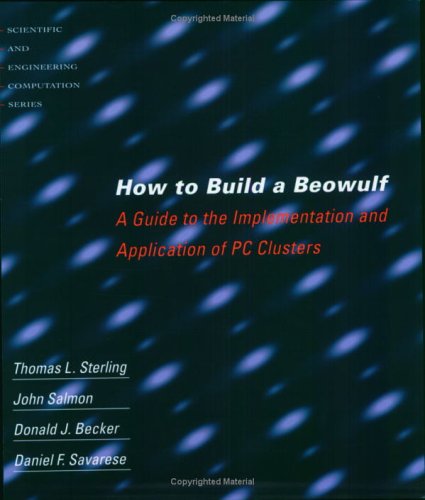 Copyrighted Material
SCIENTIFIC
AND
ENGINEERING
COMPUTATION
SERIES
How to Build a Beowulf
A Guide to the Implementation and
Application of PC Clusters
Thomas L. Sterling
John Salmon
Donald J. Becker
Daniel F. Savarese
Copyrighted Material